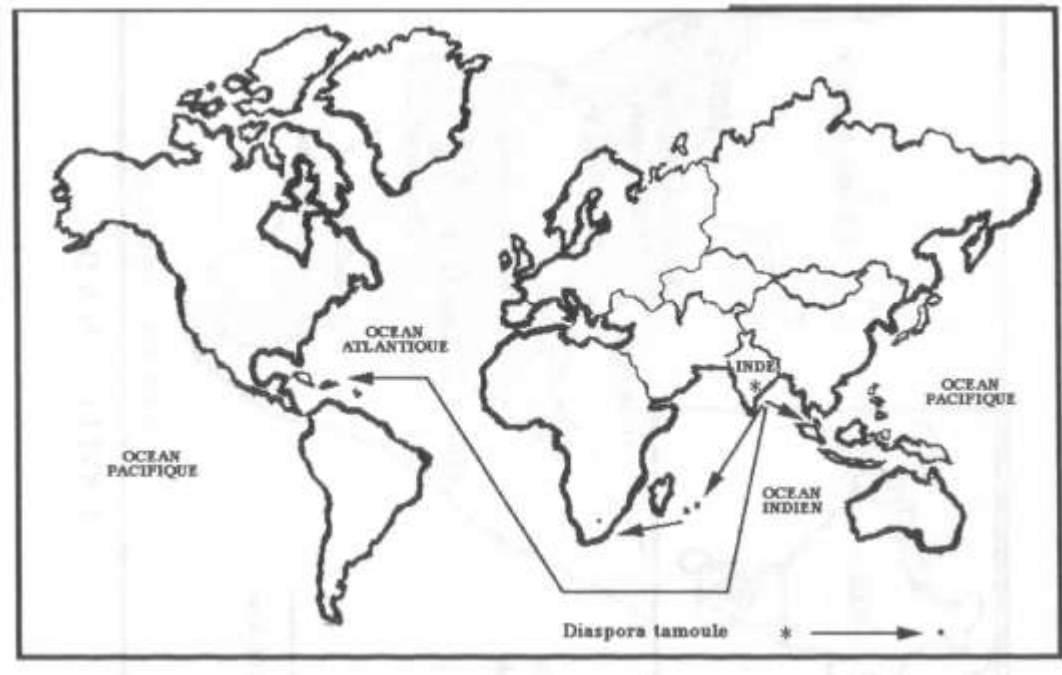 OCEAN
ATLANTIQUE
INDE
OCEAN
PACIFIQUE
OCEAN
PACIFIQUE
OCEAN
INDIEN
Diaspora tamoule